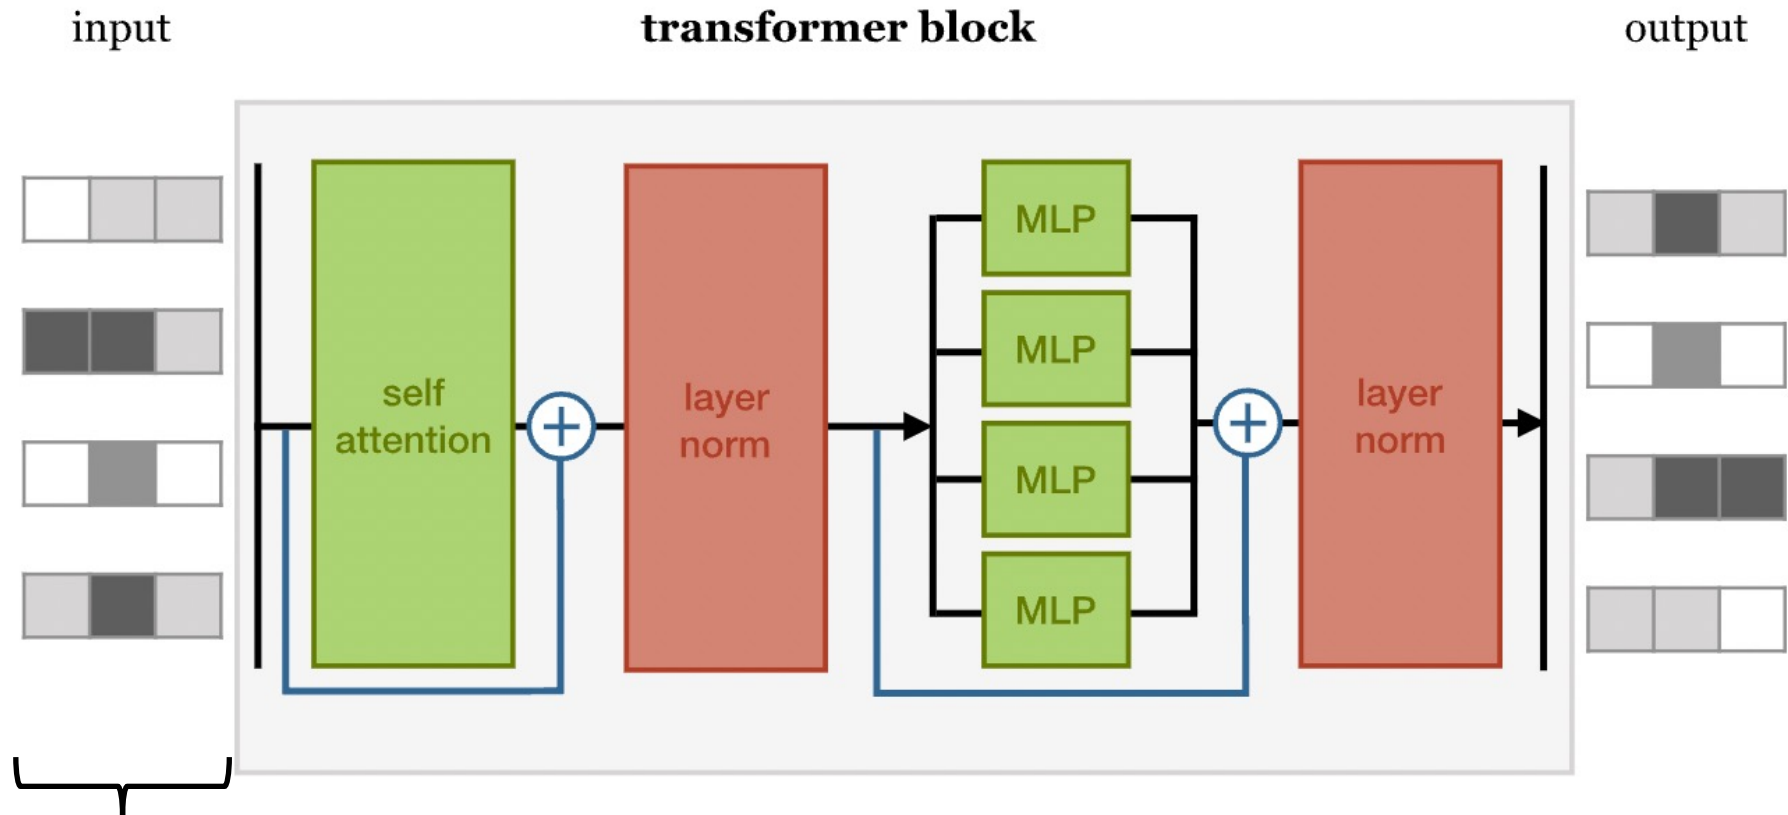 input
transformer block
output
self
attention
layer
norm
MLP
MLP
MLP
MLP
layer
norm